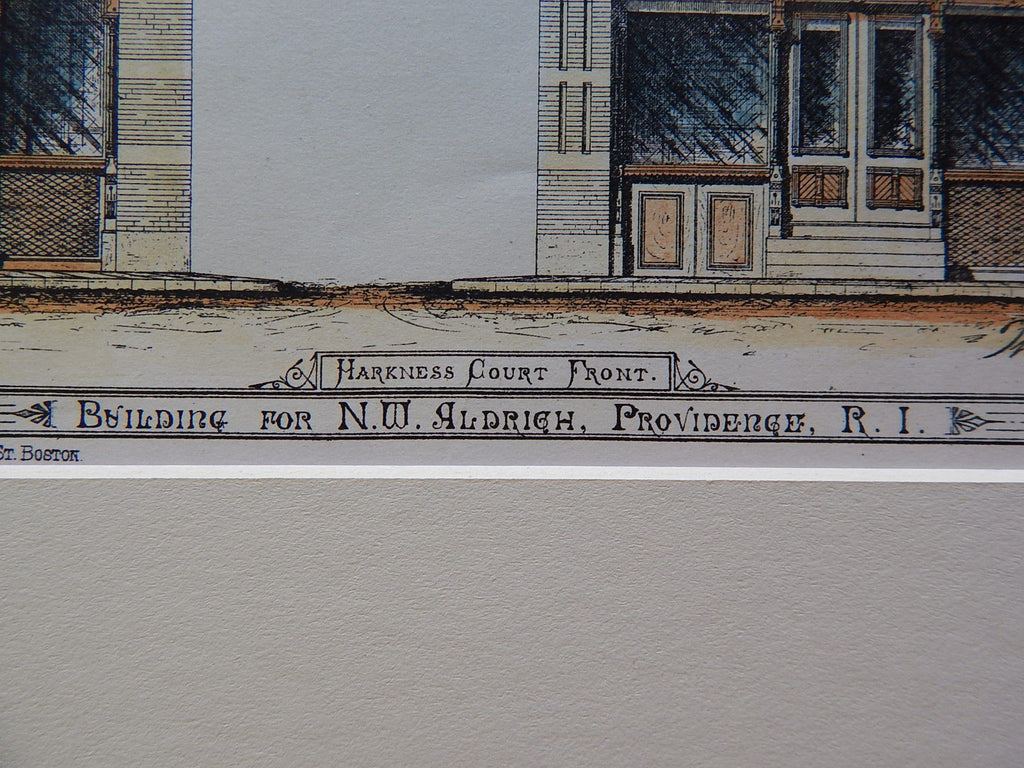 HARKNESS COURT FRONT.
BUILDING FOR N.W. ALDRICH, PROVIDENCE, R. I.
ST. BOSTON.